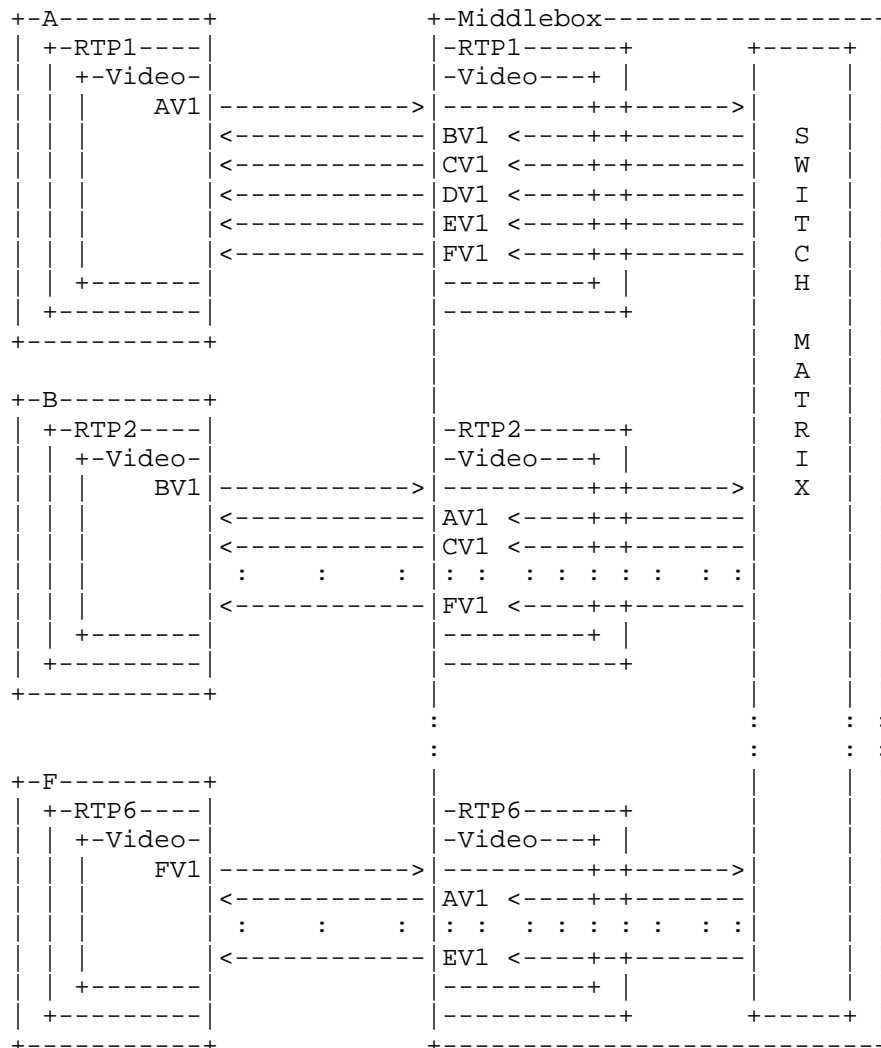 +-A---------+             +-Middlebox-----------------+
| +-RTP1----|             |-RTP1------+       +-----+ |
| | +-Video-|             |-Video---+ |       |     | |
| | |    AV1|------------>|---------+-+------>|     | |
| | |       |<------------|BV1 <----+-+-------|  S  | |
| | |       |<------------|CV1 <----+-+-------|  W  | |
| | |       |<------------|DV1 <----+-+-------|  I  | |
| | |       |<------------|EV1 <----+-+-------|  T  | |
| | |       |<------------|FV1 <----+-+-------|  C  | |
| | +-------|             |---------+ |       |  H  | |
| +---------|             |-----------+       |     | |
+-----------+             |                   |  M  | |
                          |                   |  A  | |
+-B---------+             |                   |  T  | |
| +-RTP2----|             |-RTP2------+       |  R  | |
| | +-Video-|             |-Video---+ |       |  I  | |
| | |    BV1|------------>|---------+-+------>|  X  | |
| | |       |<------------|AV1 <----+-+-------|     | |
| | |       |<------------|CV1 <----+-+-------|     | |
| | |       | :    :    : |: :  : : : : :  : :|     | |
| | |       |<------------|FV1 <----+-+-------|     | |
| | +-------|             |---------+ |       |     | |
| +---------|             |-----------+       |     | |
+-----------+             |                   |     | |
                          :                   :     : :
                          :                   :     : :
+-F---------+             |                   |     | |
| +-RTP6----|             |-RTP6------+       |     | |
| | +-Video-|             |-Video---+ |       |     | |
| | |    FV1|------------>|---------+-+------>|     | |
| | |       |<------------|AV1 <----+-+-------|     | |
| | |       | :    :    : |: :  : : : : :  : :|     | |
| | |       |<------------|EV1 <----+-+-------|     | |
| | +-------|             |---------+ |       |     | |
| +---------|             |-----------+       +-----+ |
+-----------+             +---------------------------+